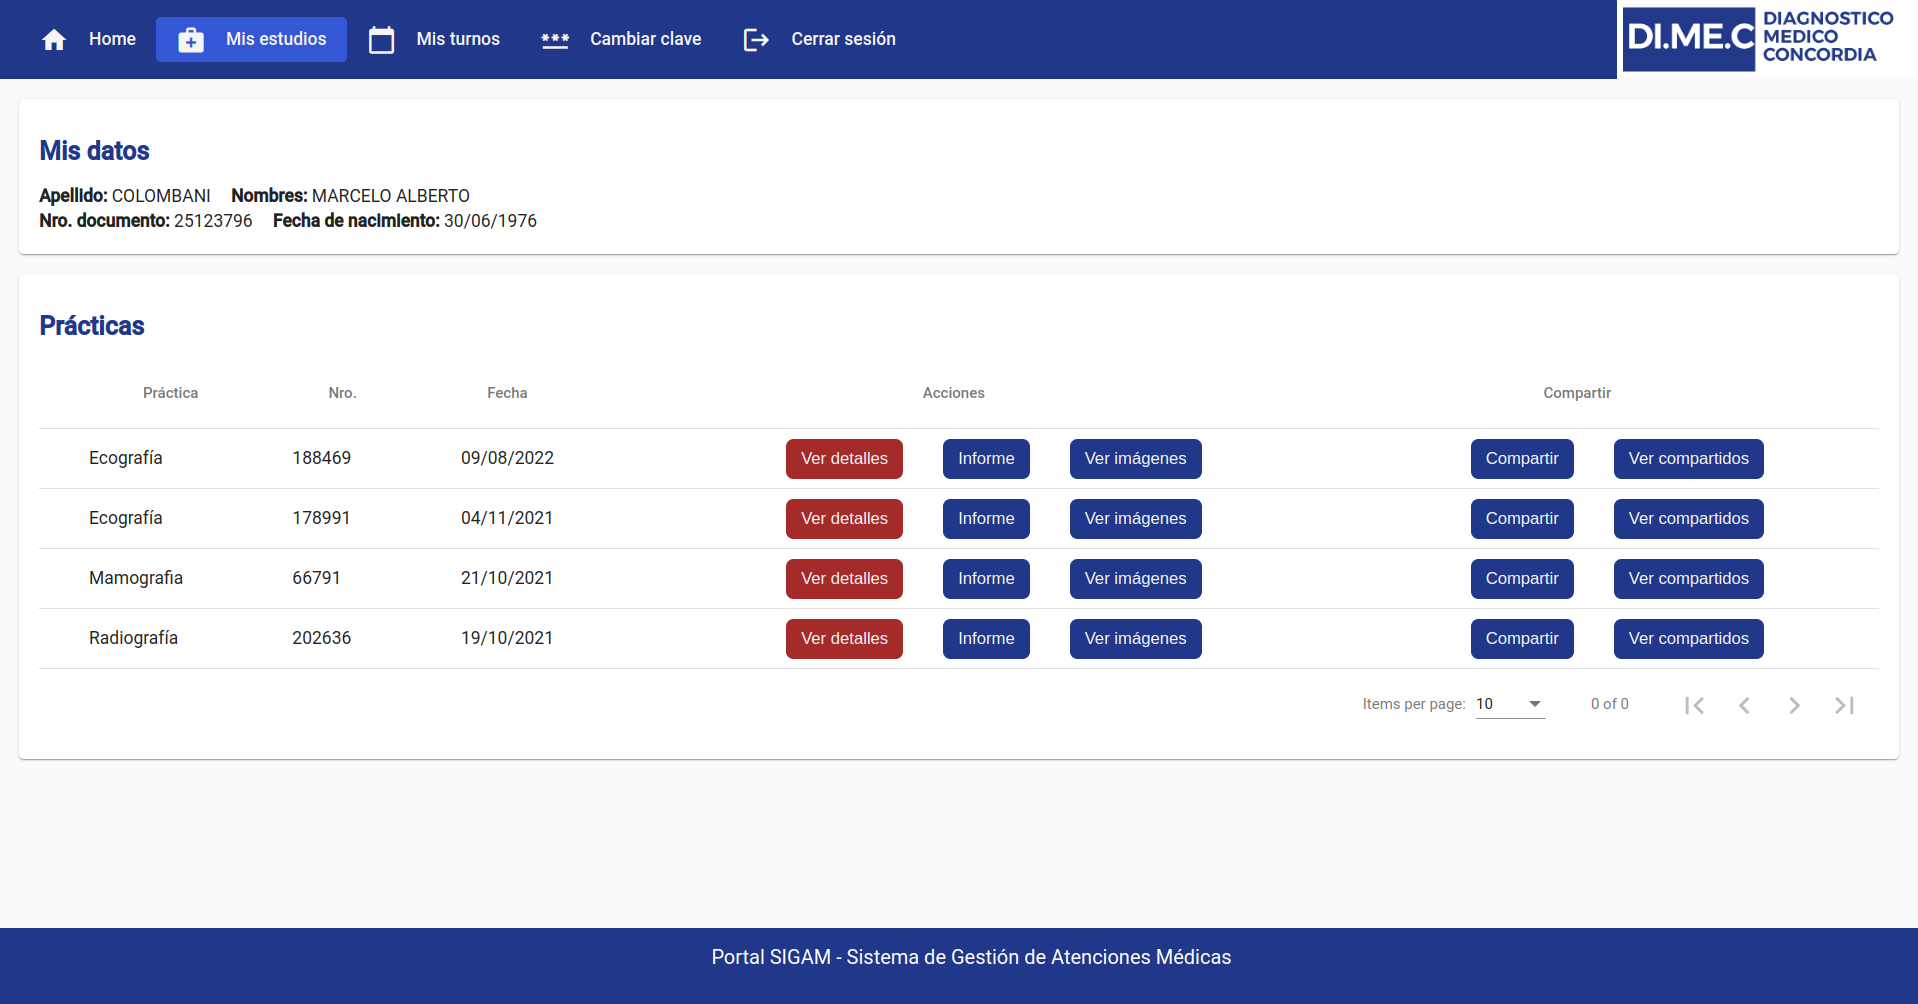 Home Mis estudios Mis turnos *** Cambiar clave Cerrar sesión
DI.ME.C
DIAGNOSTICO
MEDICO
CONCORDIA
Mis datos
Apellido: COLOMBANI Nombres: MARCELO ALBERTO
Nro. documento: 25123796 Fecha de nacimiento: 30/06/1976
Prácticas
Práctica Nro. Fecha Acciones Compartir
Ecografía 188469 09/08/2022 Ver detalles Informe Ver imágenes Compartir Ver compartidos
Ecografía 178991 04/11/2021 Ver detalles Informe Ver imágenes Compartir Ver compartidos
Mamografia 66791 21/10/2021 Ver detalles Informe Ver imágenes Compartir Ver compartidos
Radiografía 202636 19/10/2021 Ver detalles Informe Ver imágenes Compartir Ver compartidos
Items per page: 10 0 of 0
Portal SIGAM - Sistema de Gestión de Atenciones Médicas